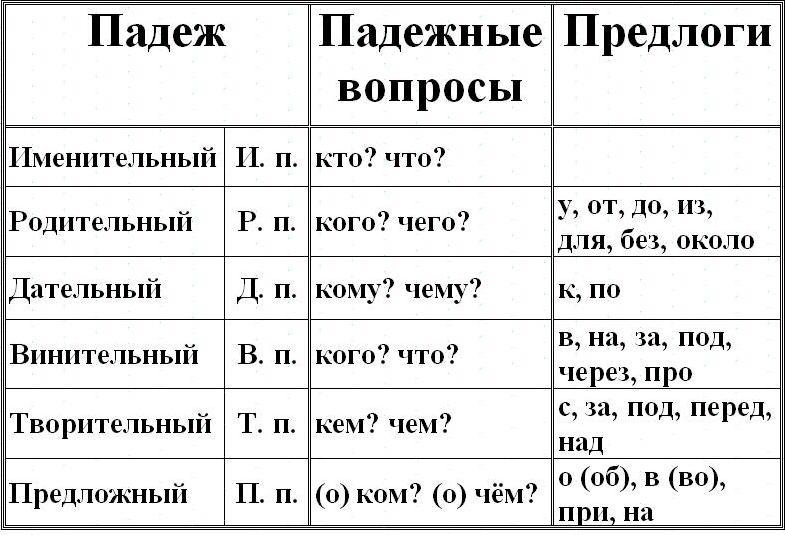 Падеж Падежные вопросы Предлоги
Именительный И. п. кто? что?
Родительный Р. п. кого? чего? у, от, до, из,
для, без, около
Дательный Д. п. кому? чему? к, по
Винительный В. п. кого? что? в, на, за, под,
через, про
Творительный Т. п. кем? чем? с, за, под, перед,
над
Предложный П. п. (о) ком? (о) чём? о (об), в (во),
при, на